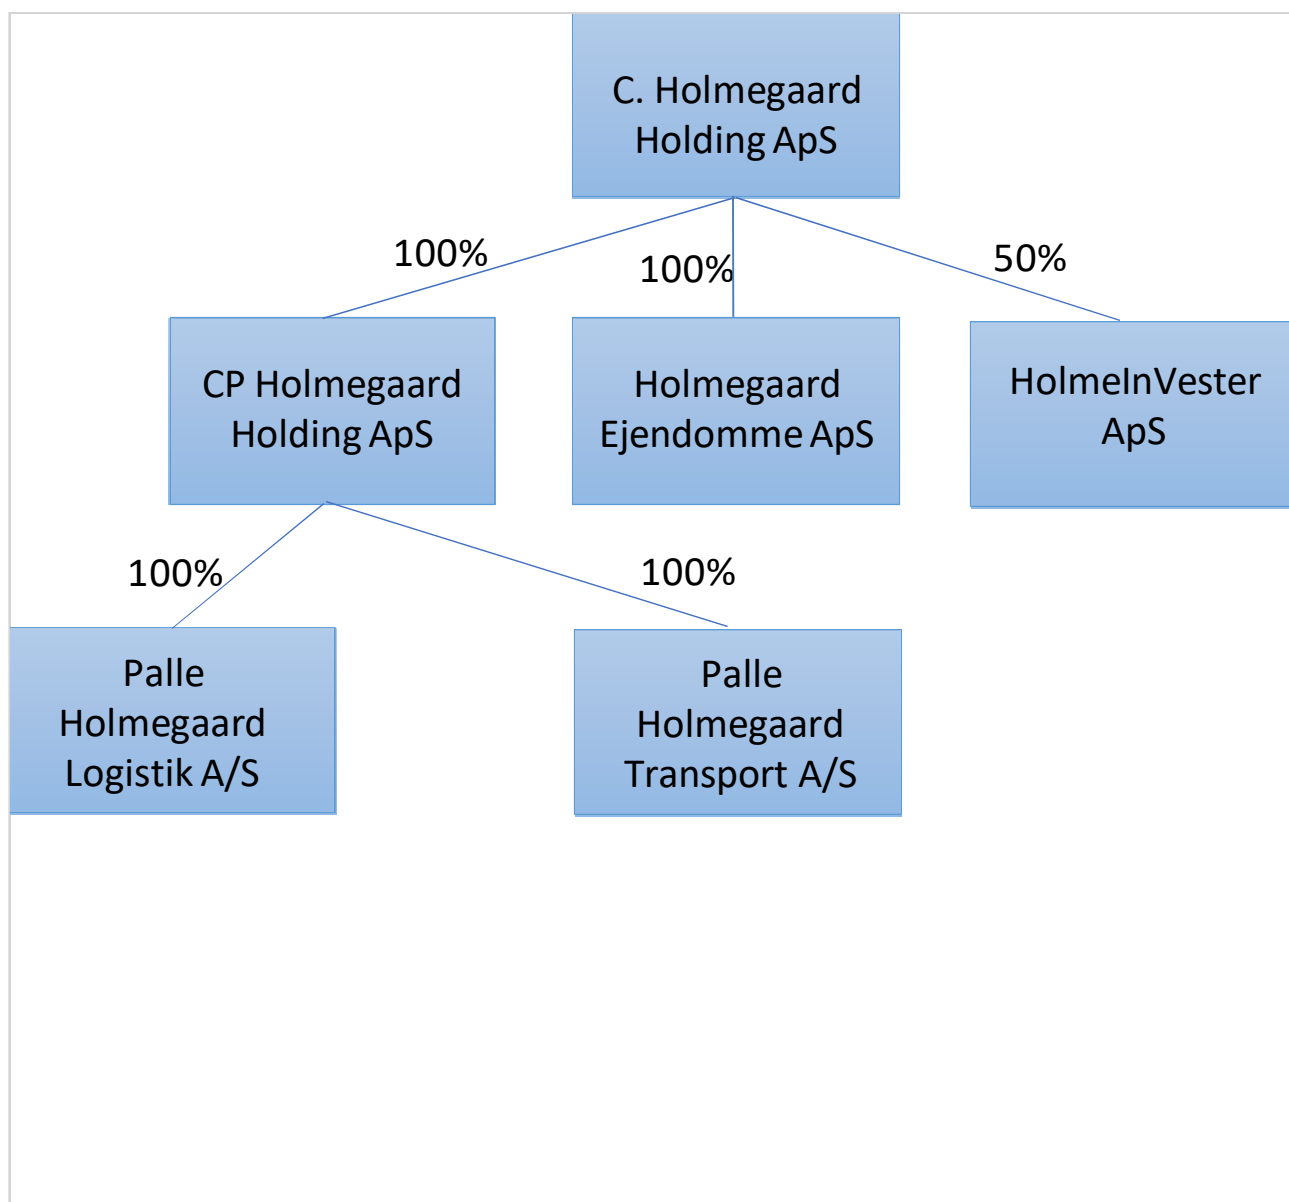 C. Holmegaard
Holding ApS
100%
100%
50%
CP Holmegaard
Holding ApS
Holmegaard
Ejendomme ApS
HolmeInVester
ApS
100%
100%
Palle
Holmegaard
Logistik A/S
Palle
Holmegaard
Transport A/S